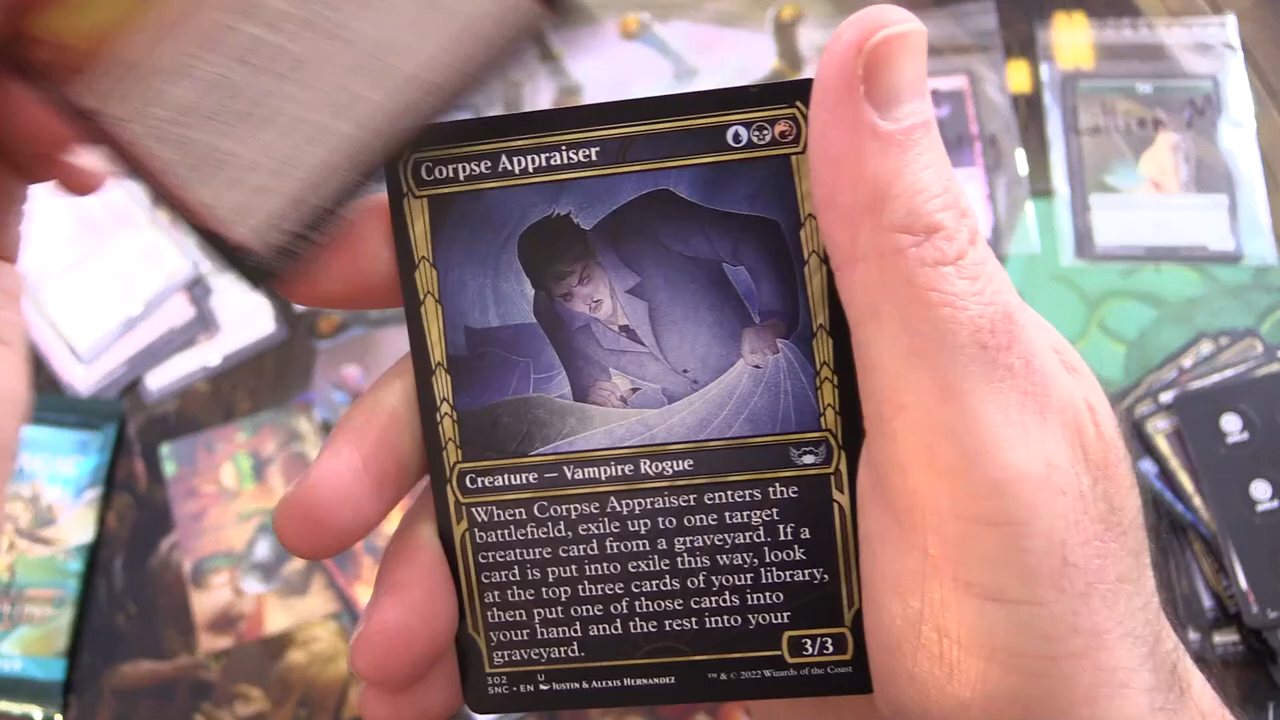 Corpse Appraiser
Creature — Vampire Rogue
When Corpse Appraiser enters the
battlefield, exile up to one target
creature card from a graveyard. If a
card is put into exile this way, look
at the top three cards of your library,
then put one of those cards into
your hand and the rest into your
graveyard.
3/3
302 U
SNC • EN Justin & Alexis Hernandez
™ & © 2022 Wizards of the Coast